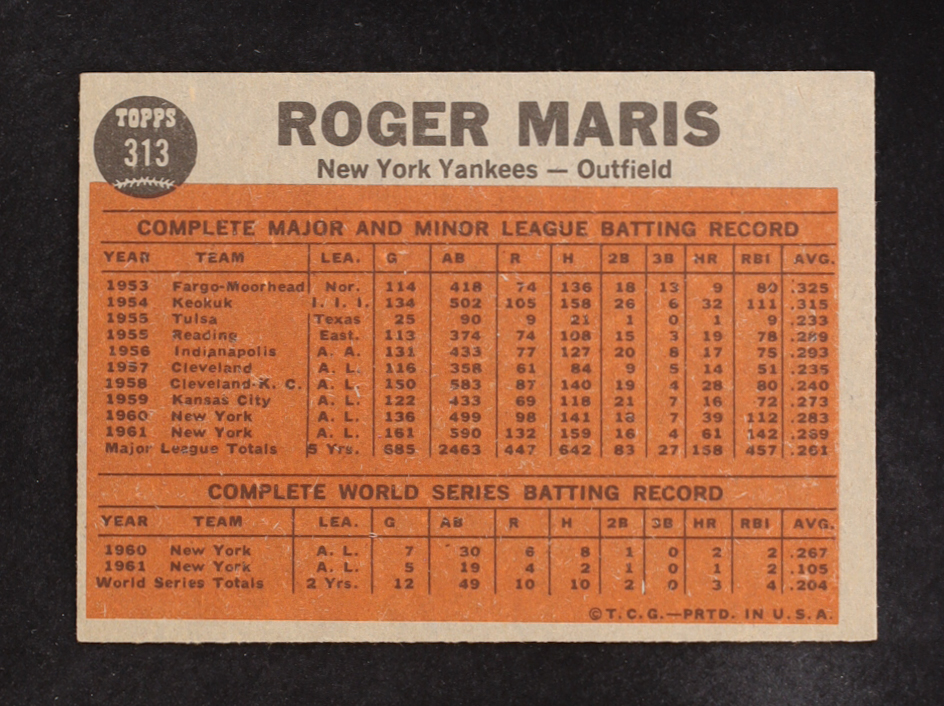 TOPPS
313
ROGER MARIS
New York Yankees — Outfield
COMPLETE MAJOR AND MINOR LEAGUE BATTING RECORD
YEAR TEAM LEA. G AB R H 2B 3B HR RBI AVG.
1953 Fargo-Moorhead Nor. 114 418 74 136 18 13 9 80 .325
1954 Keokuk I. I. I. 134 502 105 158 26 6 32 111 .315
1955 Tulsa Texas 25 90 9 21 1 0 1 9 .233
1955 Reading East. 113 374 74 108 15 3 19 78 .289
1956 Indianapolis A. A. 131 433 77 127 20 8 17 75 .293
1957 Cleveland A. L. 116 358 61 84 9 5 14 51 .235
1958 Cleveland-K. C. A. L. 150 583 87 140 19 4 28 80 .240
1959 Kansas City A. L. 122 433 69 118 21 7 16 72 .273
1960 New York A. L. 136 499 98 141 18 7 39 112 .283
1961 New York A. L. 161 590 132 159 16 4 61 142 .269
Major League Totals 5 Yrs. 685 2463 447 642 83 27 158 457 .261
COMPLETE WORLD SERIES BATTING RECORD
YEAR TEAM LEA. G AB R H 2B 3B HR RBI AVG.
1960 New York A. L. 7 30 6 8 1 0 2 2 .267
1961 New York A. L. 5 19 4 2 1 0 1 2 .105
World Series Totals 2 Yrs. 12 49 10 10 2 0 3 4 .204
©T.C.G.—PRTD. IN U.S.A.